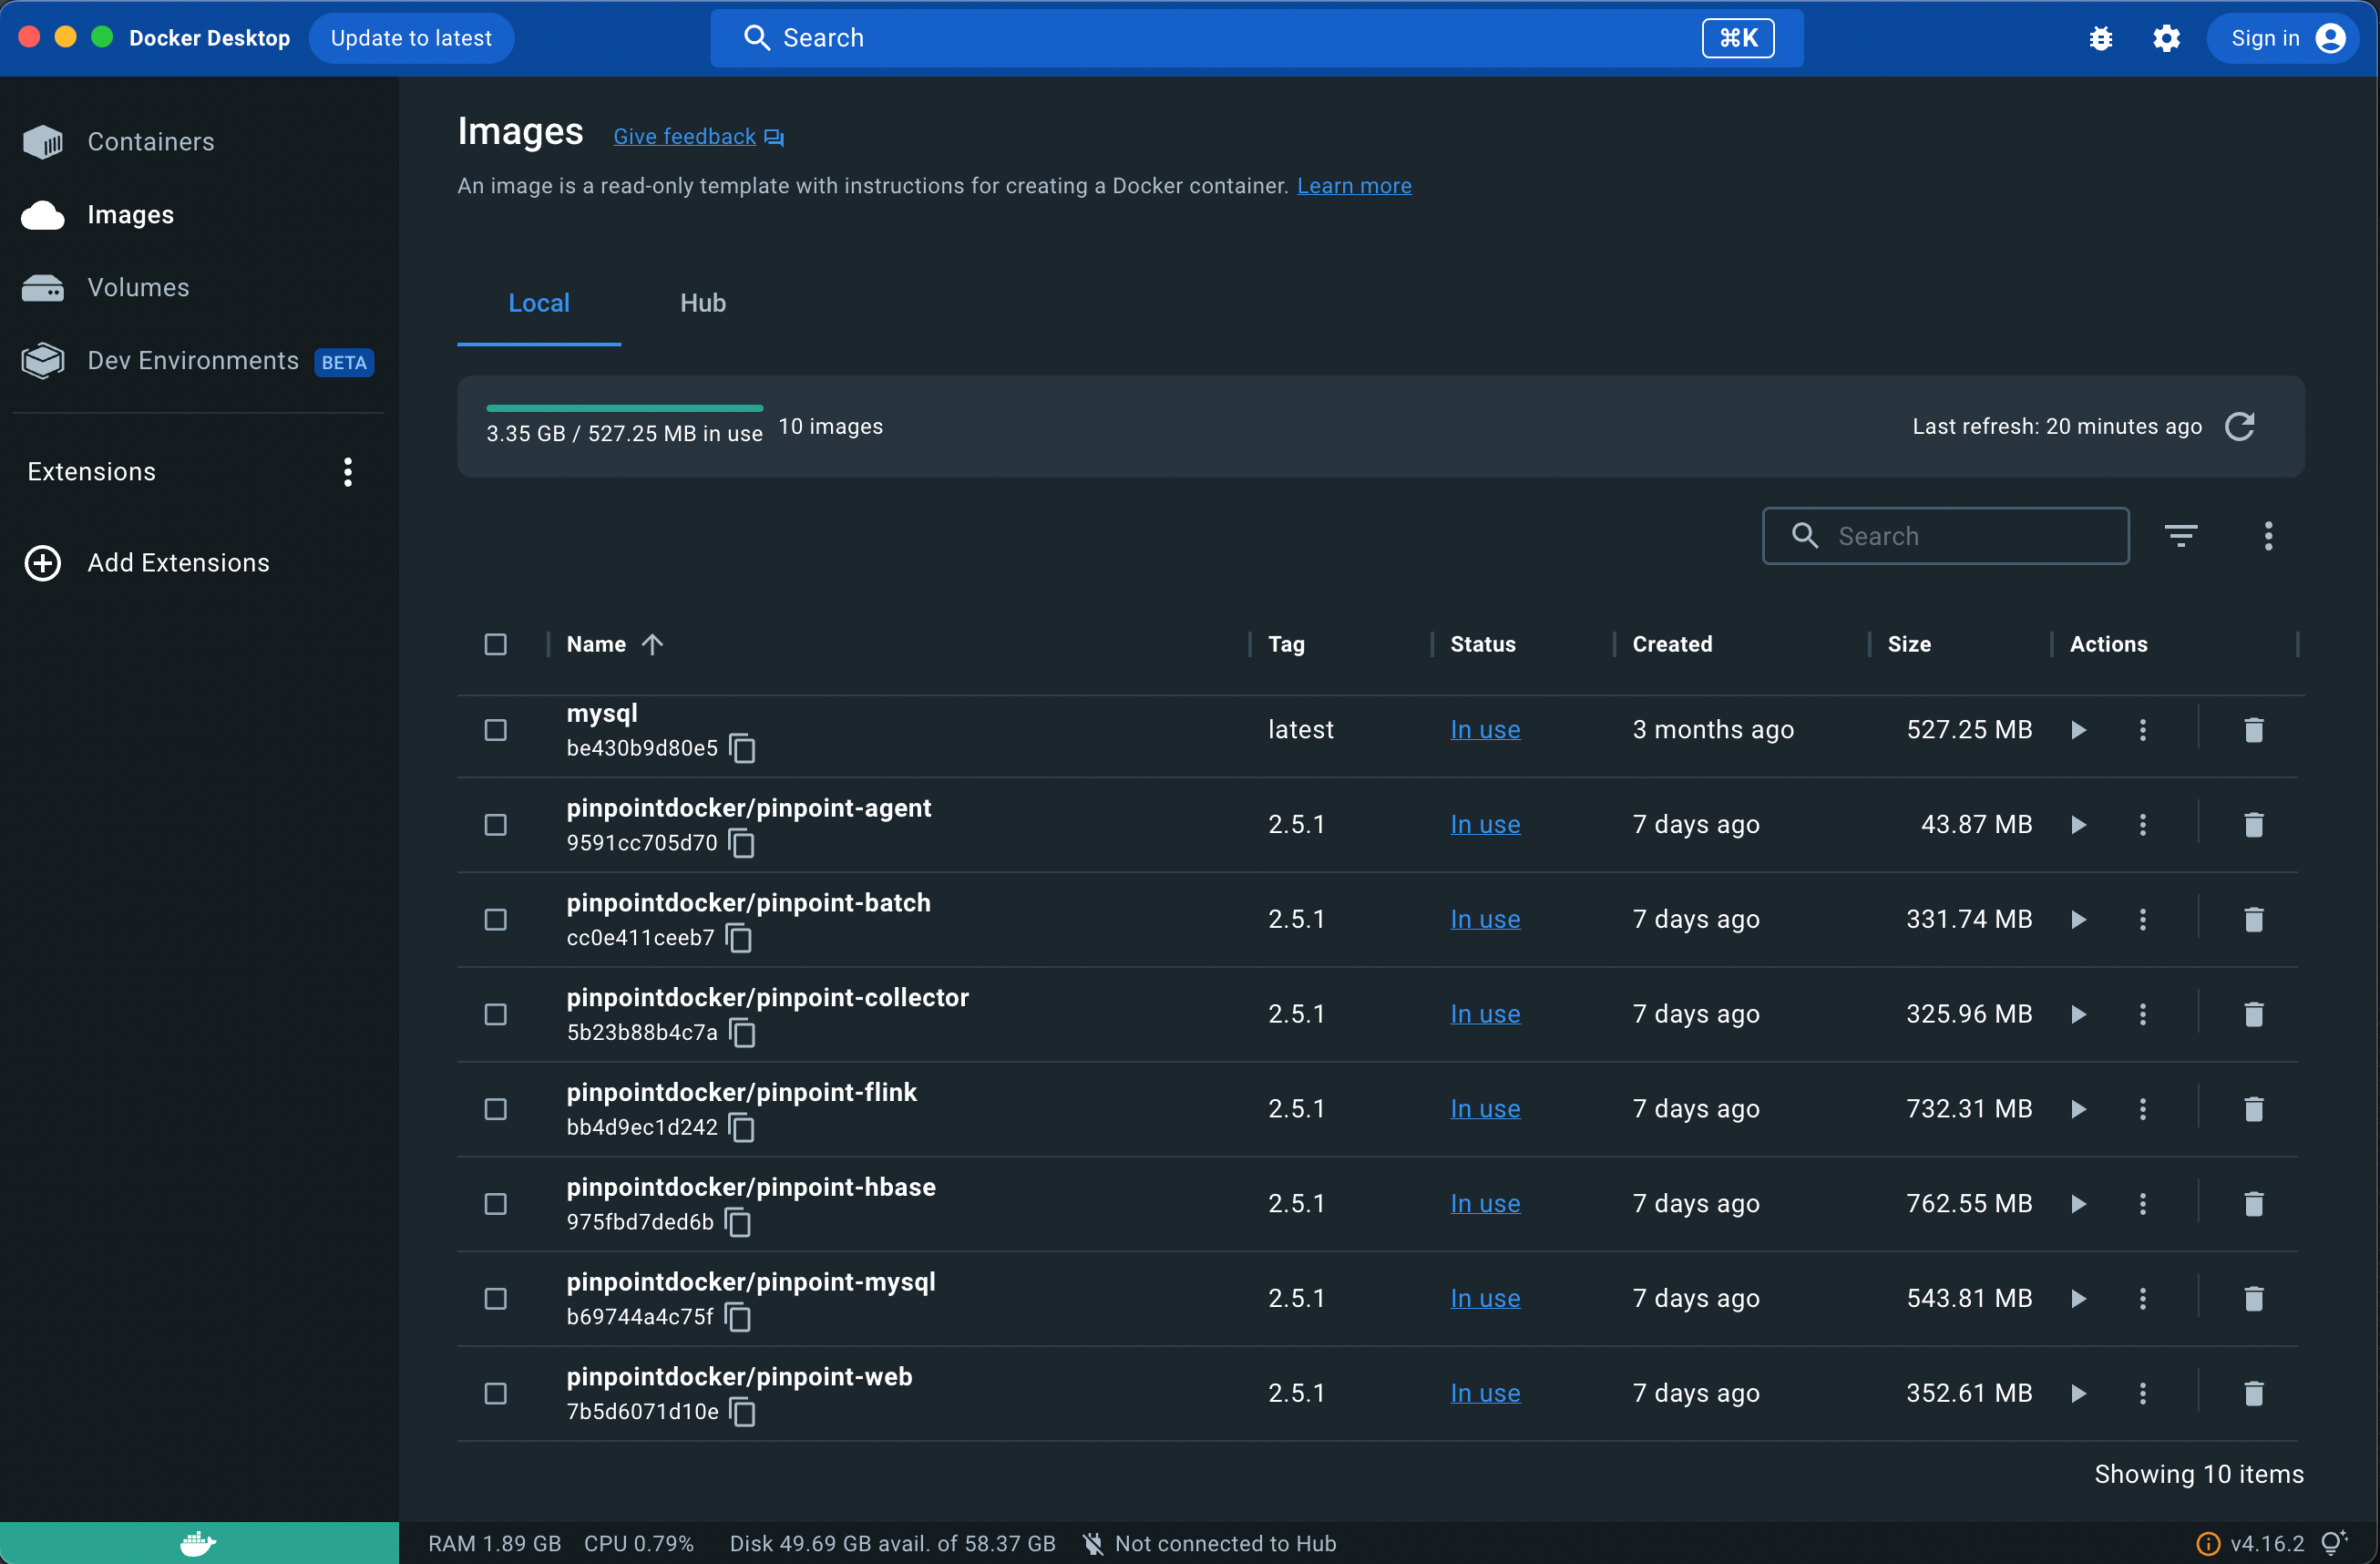 Docker Desktop Update to latest Search ⌘K Sign in
Containers
Images
Volumes
Dev Environments BETA
Extensions
Add Extensions
Images Give feedback
An image is a read-only template with instructions for creating a Docker container. Learn more
Local Hub
3.35 GB / 527.25 MB in use 10 images Last refresh: 20 minutes ago
Search
Name Tag Status Created Size Actions
mysql
be430b9d80e5 latest In use 3 months ago 527.25 MB
pinpointdocker/pinpoint-agent
9591cc705d70 2.5.1 In use 7 days ago 43.87 MB
pinpointdocker/pinpoint-batch
cc0e411ceeb7 2.5.1 In use 7 days ago 331.74 MB
pinpointdocker/pinpoint-collector
5b23b88b4c7a 2.5.1 In use 7 days ago 325.96 MB
pinpointdocker/pinpoint-flink
bb4d9ec1d242 2.5.1 In use 7 days ago 732.31 MB
pinpointdocker/pinpoint-hbase
975fbd7ded6b 2.5.1 In use 7 days ago 762.55 MB
pinpointdocker/pinpoint-mysql
b69744a4c75f 2.5.1 In use 7 days ago 543.81 MB
pinpointdocker/pinpoint-web
7b5d6071d10e 2.5.1 In use 7 days ago 352.61 MB
Showing 10 items
RAM 1.89 GB CPU 0.79% Disk 49.69 GB avail. of 58.37 GB Not connected to Hub v4.16.2